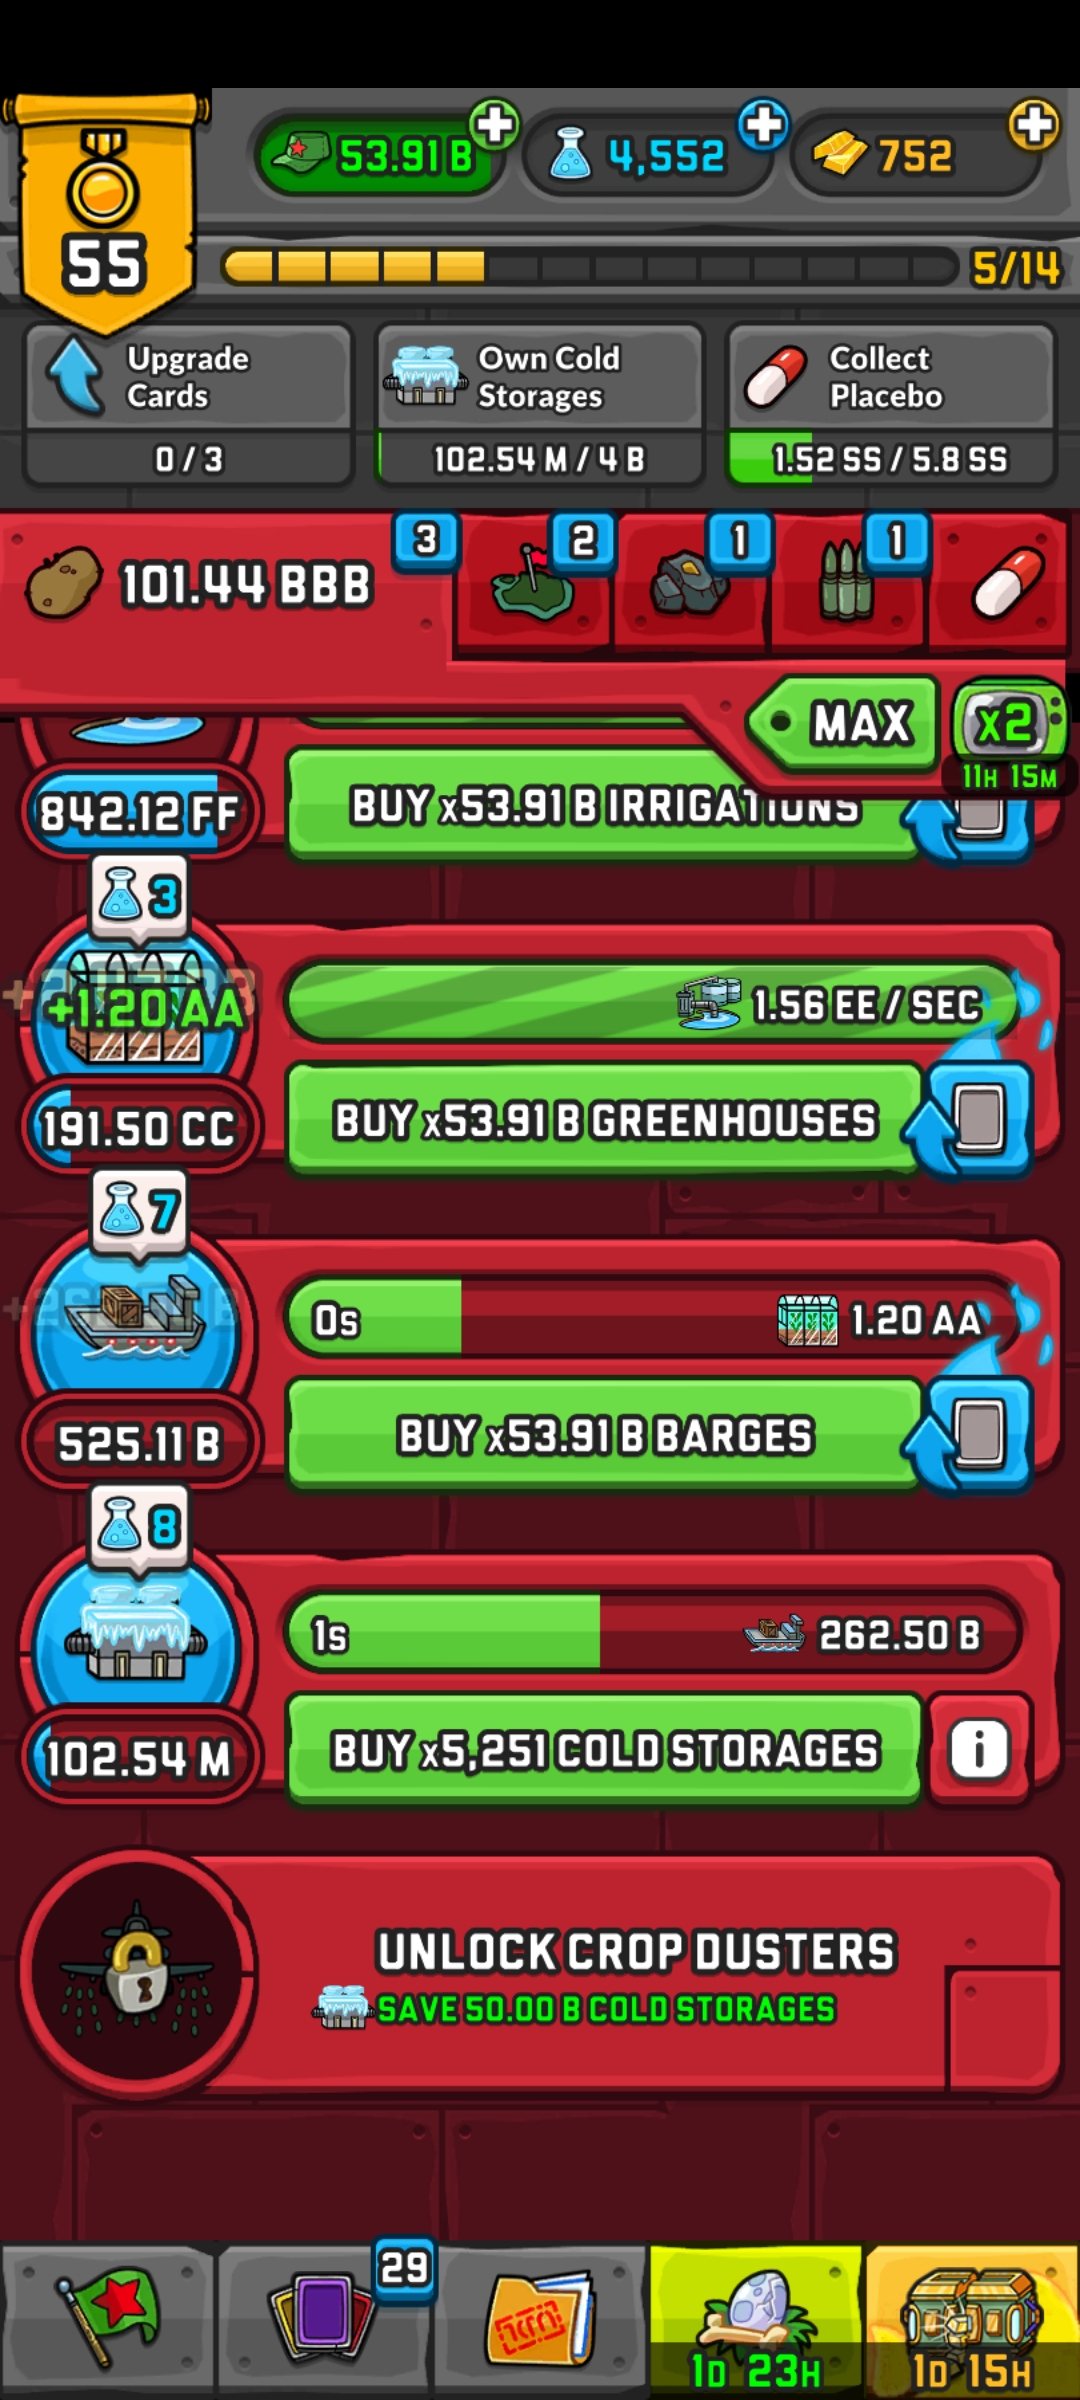 53.91 B
4,552
752
55
5/14
Upgrade
Cards
0 / 3
Own Cold
Storages
102.54 M / 4 B
Collect
Placebo
1.52 SS / 5.8 SS
101.44 BBB
3
2
1
1
MAX
x2
11H 15M
842.12 FF
BUY x53.91 B IRRIGATIONS
3
+1.20 AA
1.56 EE / SEC
191.50 CC
BUY x53.91 B GREENHOUSES
7
0s
1.20 AA
525.11 B
BUY x53.91 B BARGES
8
1s
262.50 B
102.54 M
BUY x5,251 COLD STORAGES
i
UNLOCK CROP DUSTERS
SAVE 50.00 B COLD STORAGES
29
1D 23H
1D 15H